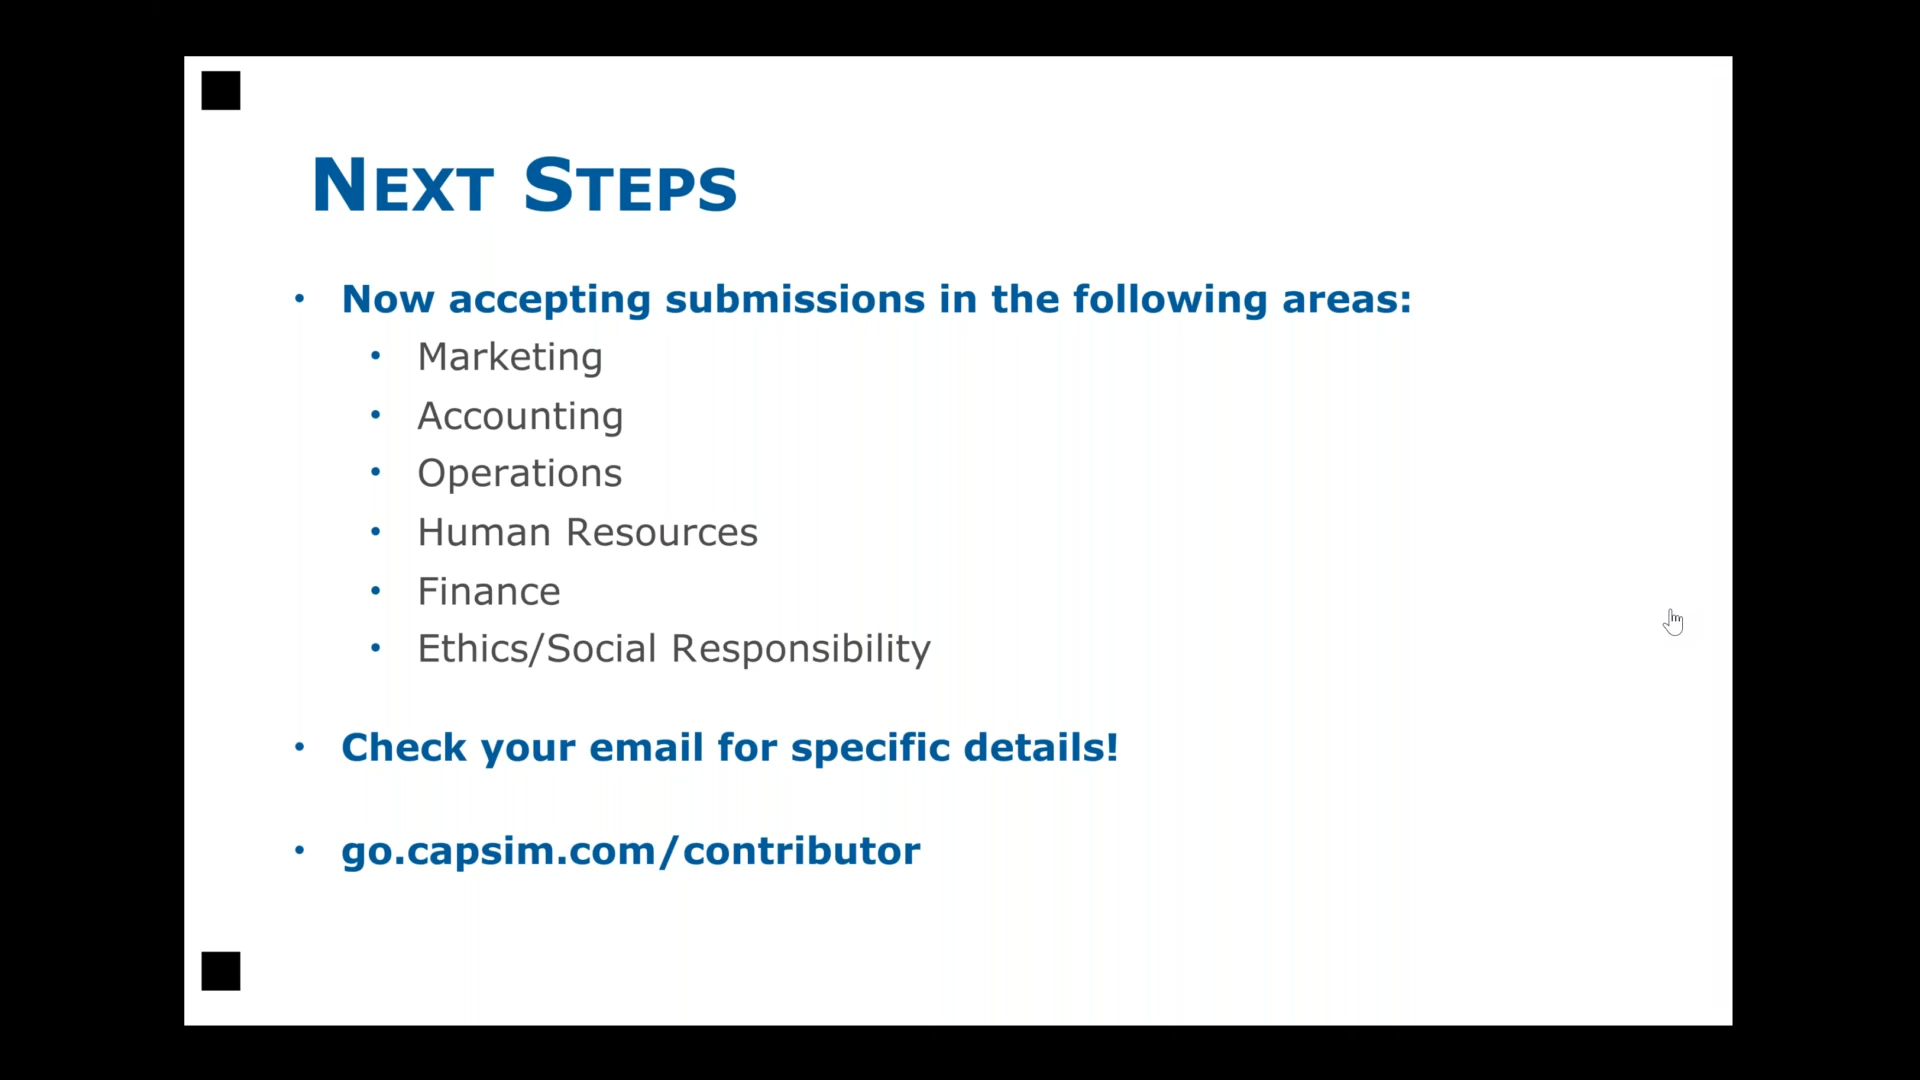 Next Steps
• Now accepting submissions in the following areas:
• Marketing
• Accounting
• Operations
• Human Resources
• Finance
• Ethics/Social Responsibility
• Check your email for specific details!
• go.capsim.com/contributor